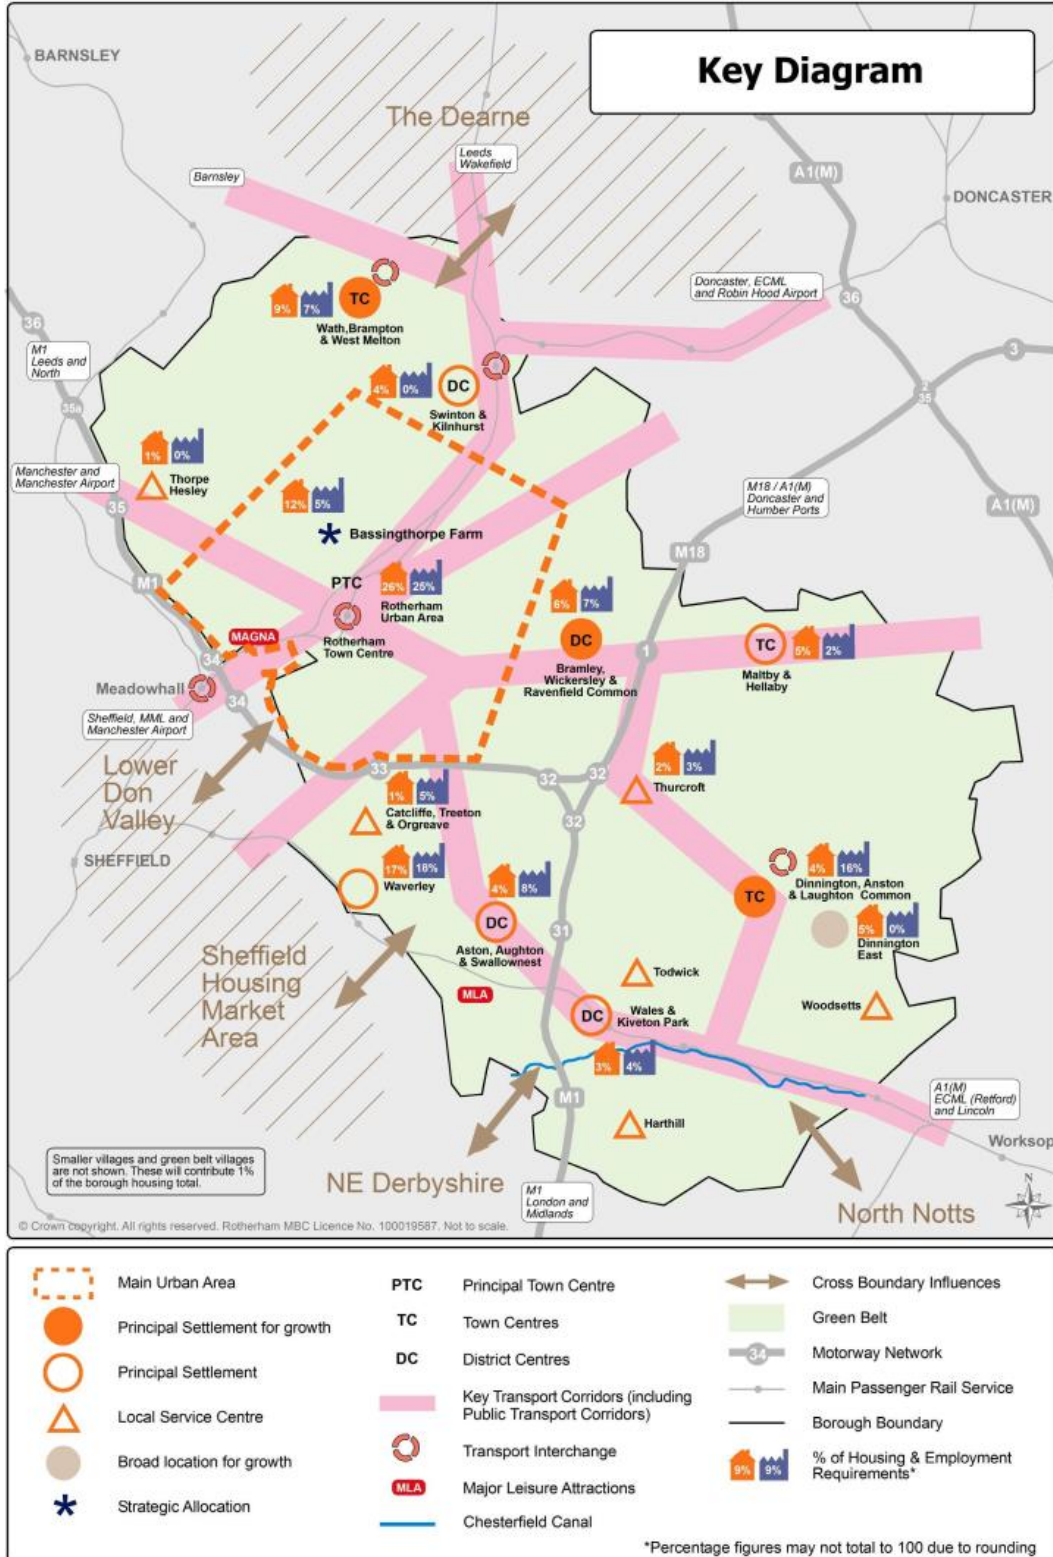 Key Diagram
BARNSLEY
The Dearne
Leeds
Wakefield
Barnsley
A1(M)
DONCASTER
Doncaster, ECML
and Robin Hood Airport
36
36
M1
Leeds and
North
9% 7%
TC
Wath,Brampton
& West Melton
3
2
35
35a
4% 0%
DC
Swinton &
Kilnhurst
1% 0%
Thorpe
Hesley
Manchester and
Manchester Airport
35
12% 5%
Bassingthorpe Farm
M18 / A1(M)
Doncaster and
Humber Ports
A1(M)
M18
M1
PTC
26% 25%
Rotherham
Urban Area
6% 7%
MAGNA
Rotherham
Town Centre
DC
Bramley,
Wickersley &
Ravenfield Common
1
TC
5% 2%
Maltby &
Hellaby
34
Meadowhall
34
Sheffield, MML and
Manchester Airport
Lower
Don
Valley
33
32
32
2% 3%
Thurcroft
1% 5%
Catcliffe, Treeton
& Orgreave
32
SHEFFIELD
17% 18%
Waverley
4% 8%
DC
Aston, Aughton
& Swallownest
4% 16%
Dinnington, Anston
& Laughton Common
TC
5% 0%
Dinnington
East
31
Sheffield
Housing
Market
Area
MLA
Todwick
Woodsetts
DC
Wales &
Kiveton Park
3% 4%
M1
A1(M)
ECML (Retford)
and Lincoln
Harthill
Worksop
Smaller villages and green belt villages
are not shown. These will contribute 1%
of the borough housing total.
NE Derbyshire
M1
London and
Midlands
North Notts
N
© Crown copyright. All rights reserved. Rotherham MBC Licence No. 100019587. Not to scale.
Main Urban Area
Principal Settlement for growth
Principal Settlement
Local Service Centre
Broad location for growth
Strategic Allocation
PTC Principal Town Centre
TC Town Centres
DC District Centres
Key Transport Corridors (including
Public Transport Corridors)
Transport Interchange
MLA Major Leisure Attractions
Chesterfield Canal
Cross Boundary Influences
Green Belt
34 Motorway Network
Main Passenger Rail Service
Borough Boundary
9% 9% % of Housing & Employment
Requirements*
*Percentage figures may not total to 100 due to rounding